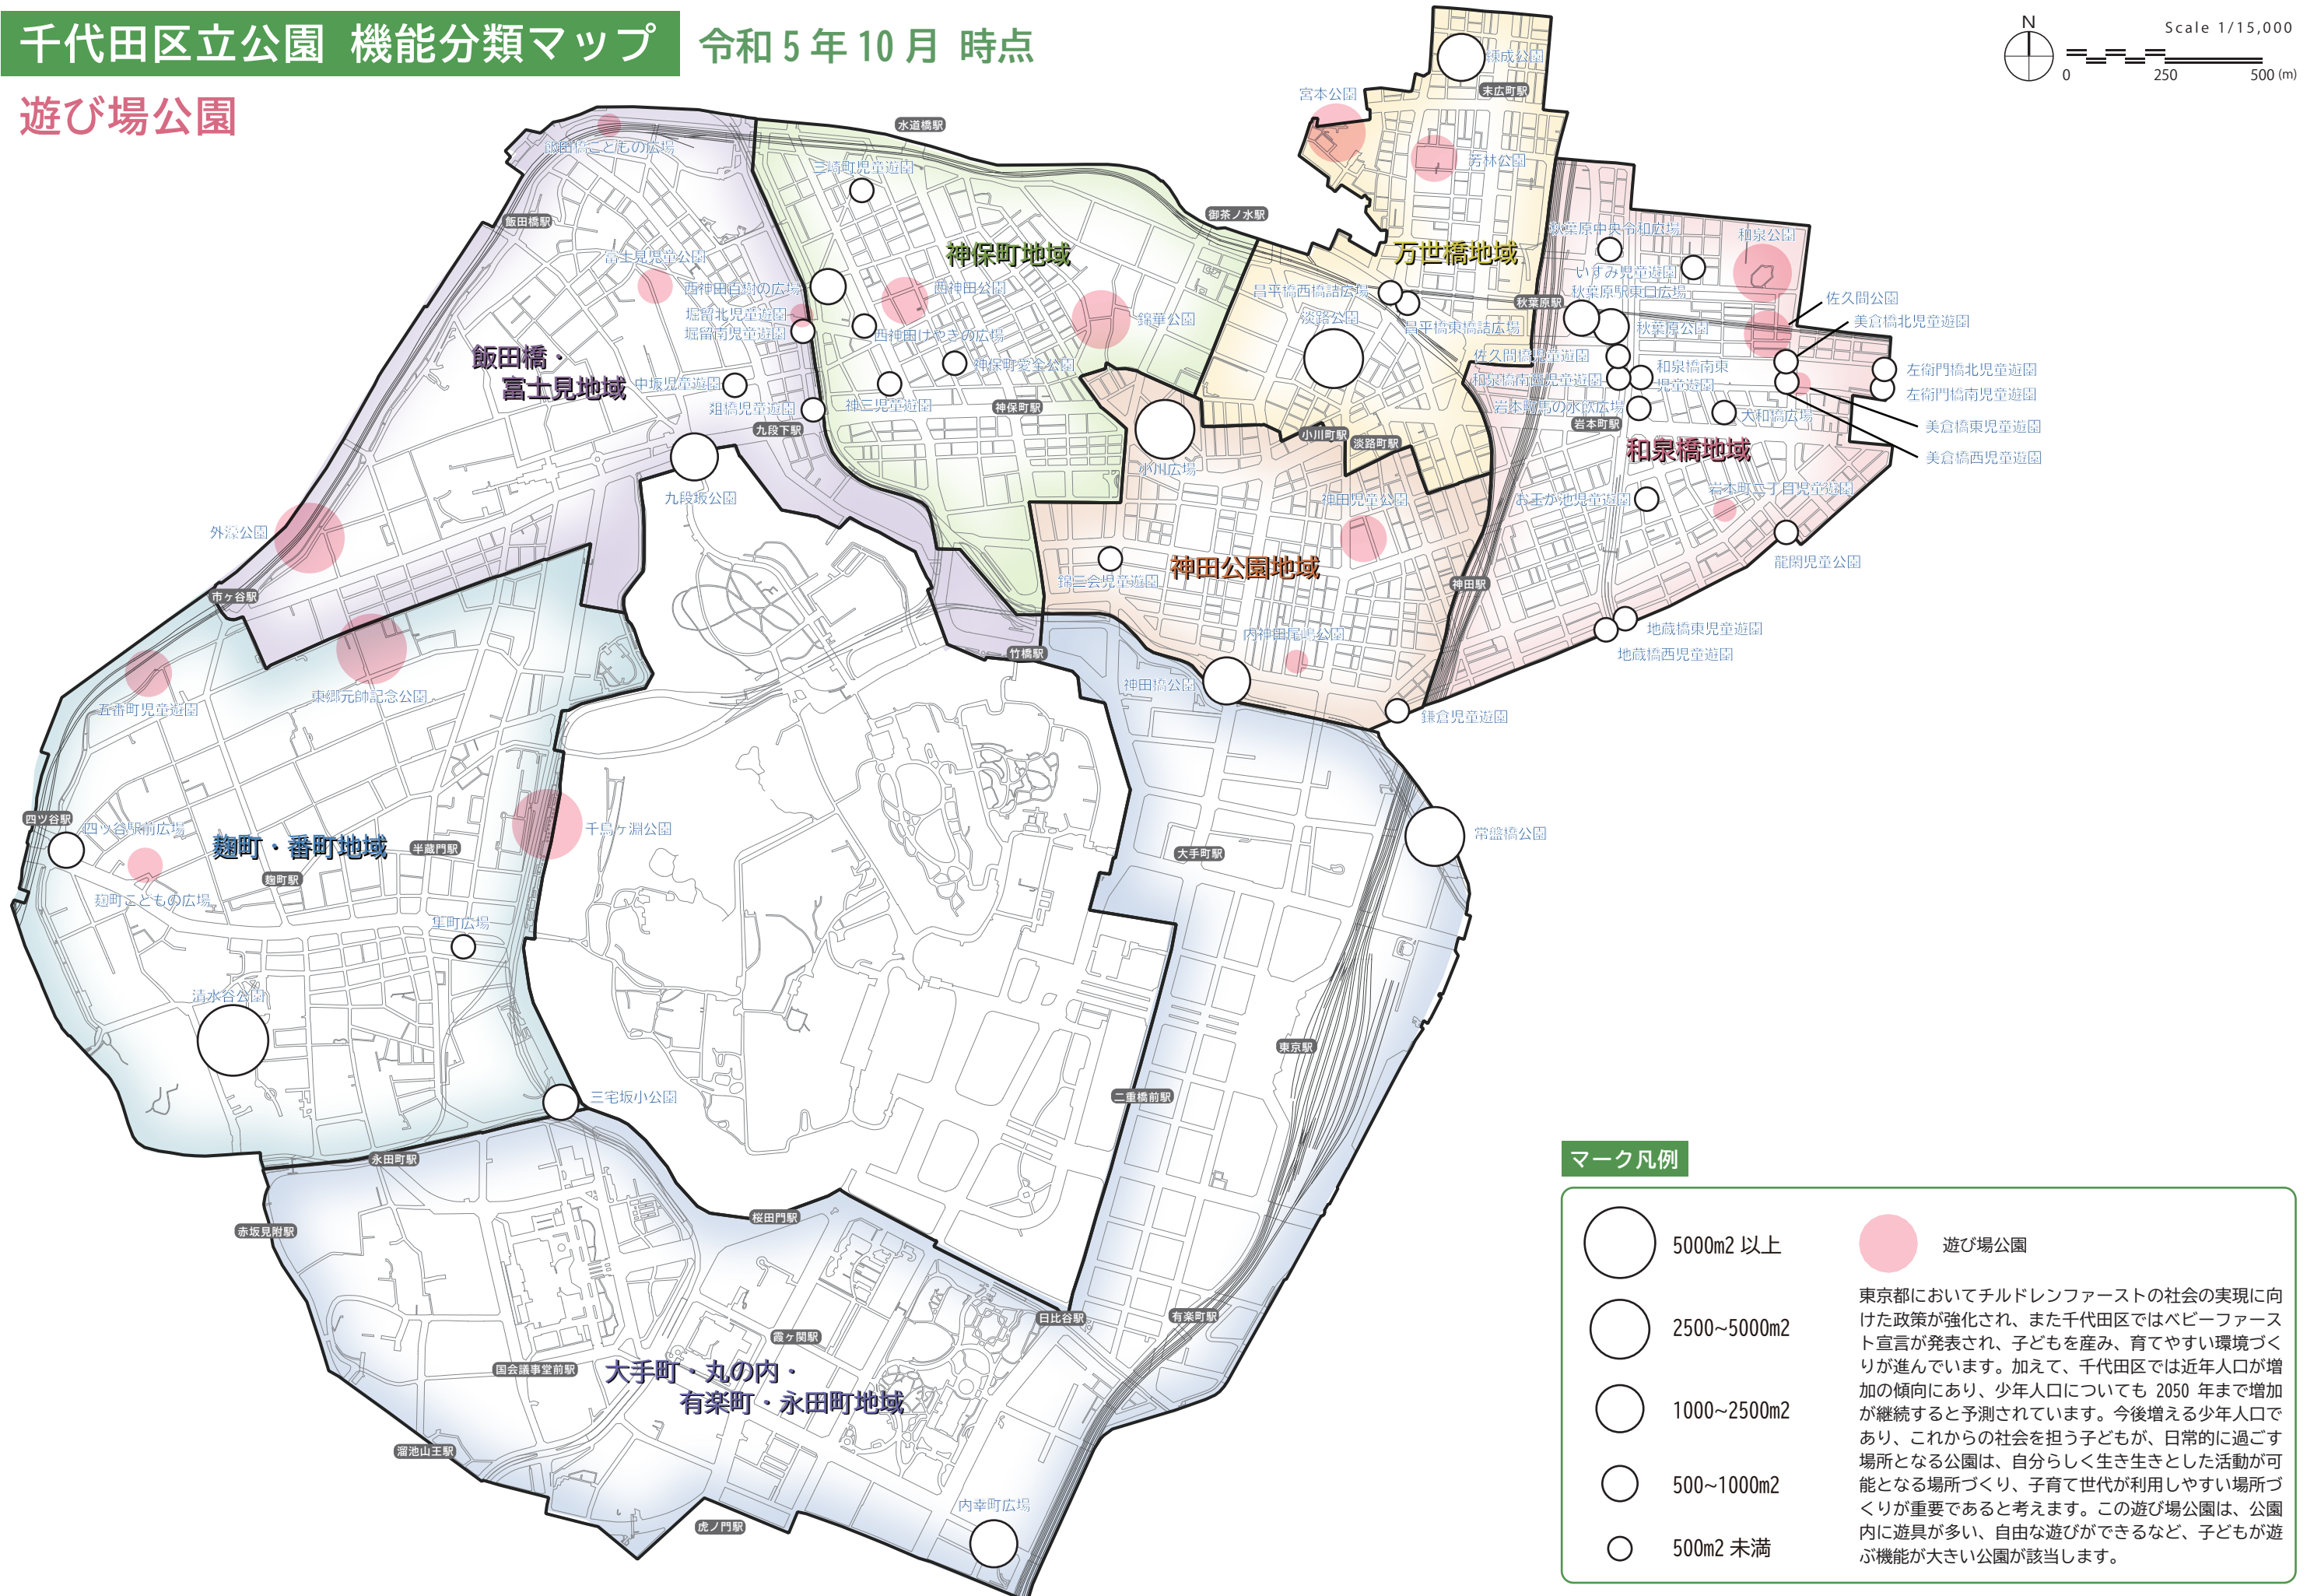 千代田区立公園 機能分類マップ
令和5年10月 時点
遊び場公園
N
Scale 1/15,000
0 250 500 (m)
練成公園
末広町駅
宮本公園
芳林公園
水道橋駅
飯田橋こどもの広場
三崎町児童遊園
御茶ノ水駅
飯田橋駅
秋葉原中央令和広場
和泉公園
神保町地域
万世橋地域
富士見児童公園
いずみ児童遊園
西神田百樹の広場
西神田公園
昌平橋西橋詰広場
秋葉原駅東口広場
秋葉原駅
佐久間公園
堀留北児童遊園
錦華公園
淡路公園
昌平橋東橋詰広場
秋葉原公園
美倉橋北児童遊園
堀留南児童遊園
西神田けやきの広場
佐久間橋児童遊園
飯田橋・
富士見地域
神保町愛全公園
和泉橋南東
児童遊園
左衛門橋北児童遊園
中坂児童遊園
和泉橋南西児童遊園
左衛門橋南児童遊園
俎橋児童遊園
神三児童遊園
神保町駅
岩本町馬の水飲広場
大和橋広場
九段下駅
小川町駅
淡路町駅
岩本町駅
美倉橋東児童遊園
和泉橋地域
美倉橋西児童遊園
小川広場
九段坂公園
神田児童公園
お玉が池児童遊園
岩本町二丁目児童遊園
外濠公園
神田公園地域
龍閑児童公園
錦三会児童遊園
神田駅
市ヶ谷駅
内神田尾嶋公園
地蔵橋東児童遊園
竹橋駅
地蔵橋西児童遊園
神田橋公園
東郷元帥記念公園
五番町児童遊園
鎌倉児童遊園
四ツ谷駅
四ツ谷駅前広場
麹町・番町地域
半蔵門駅
千鳥ヶ淵公園
常盤橋公園
大手町駅
麹町駅
麹町こどもの広場
隼町広場
清水谷公園
東京駅
三宅坂小公園
二重橋前駅
永田町駅
桜田門駅
赤坂見附駅
日比谷駅
有楽町駅
霞ヶ関駅
国会議事堂前駅
大手町・丸の内・
有楽町・永田町地域
溜池山王駅
内幸町広場
虎ノ門駅
マーク凡例
5000m2 以上
2500~5000m2
1000~2500m2
500~1000m2
500m2 未満
遊び場公園
東京都においてチルドレンファーストの社会の実現に向
けた政策が強化され、また千代田区ではベビーファース
ト宣言が発表され、子どもを産み、育てやすい環境づく
りが進んでいます。加えて、千代田区では近年人口が増
加の傾向にあり、少年人口についても 2050 年まで増加
が継続すると予測されています。今後増える少年人口で
あり、これからの社会を担う子どもが、日常的に過ごす
場所となる公園は、自分らしく生き生きとした活動が可
能となる場所づくり、子育て世代が利用しやすい場所づ
くりが重要であると考えます。この遊び場公園は、公園
内に遊具が多い、自由な遊びができるなど、子どもが遊
ぶ機能が大きい公園が該当します。